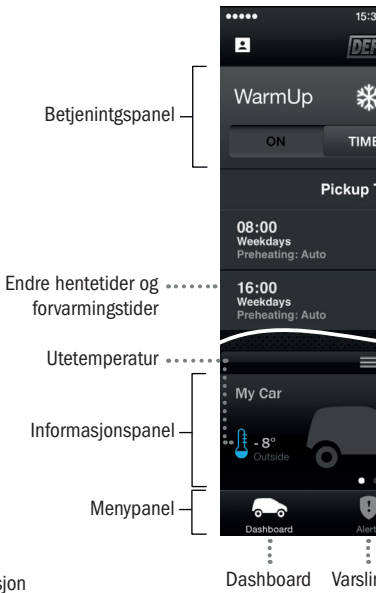 15:3
DEF
WarmUp
ON TIME
Pickup T
08:00
Weekdays
Preheating: Auto
16:00
Weekdays
Preheating: Auto
My Car
- 8°
Outside
Dashboard Alert
Betjenintgspanel
Endre hentetider og
forvarmingstider
Utetemperatur
Informasjonspanel
Menypanel
sjon
Dashboard Varslin